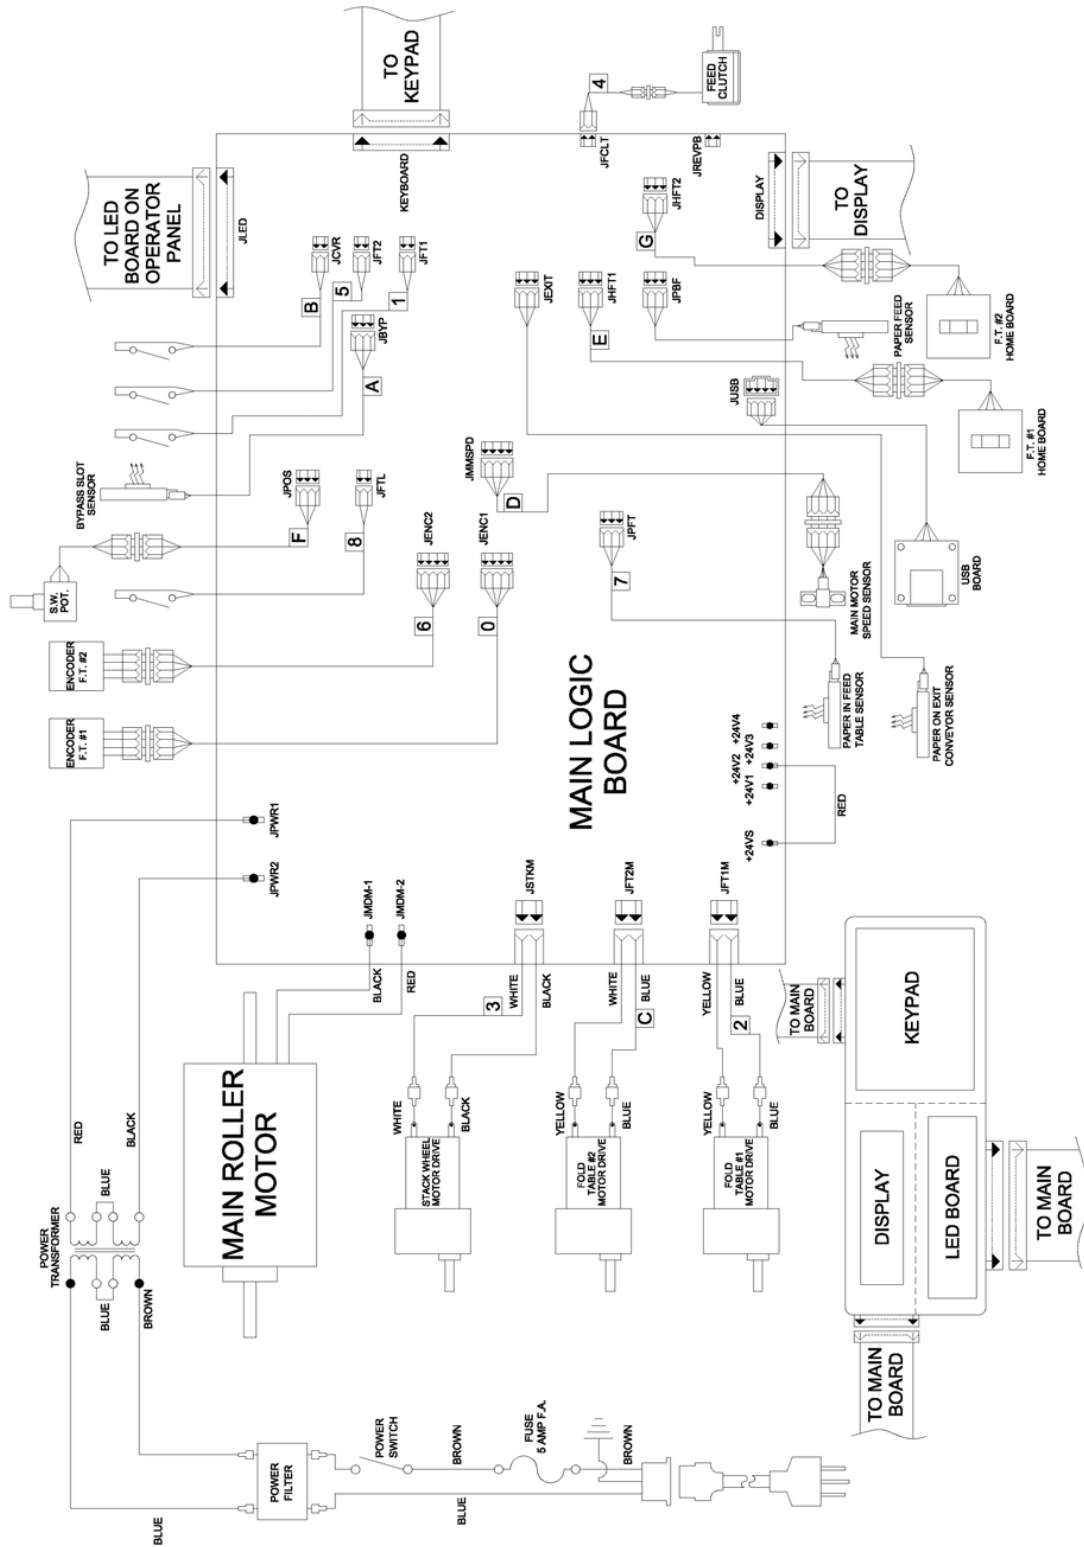 TO LED
BOARD ON
OPERATOR
PANEL
JLED
TO
KEYPAD
KEYBOARD
4
FEED
CLUTCH
JFCLT
JREVPB
DISPLAY
TO
DISPLAY
B
JCVR
5
JFT2
1
JFT1
JBYP
A
BYPASS SLOT
SENSOR
JPOS
F
S.W.
POT.
JFTL
8
JENC2
6
JENC1
0
ENCODER
F.T. #2
ENCODER
F.T. #1
JMMSPD
D
JEXIT
JHFT1
E
JHFT2
G
JPBF
JUSB
JPFT
7
PAPER FEED
SENSOR
F.T. #2
HOME BOARD
F.T. #1
HOME BOARD
USB
BOARD
MAIN MOTOR
SPEED SENSOR
PAPER IN FEED
TABLE SENSOR
PAPER ON EXIT
CONVEYOR SENSOR
MAIN LOGIC
BOARD
+24VS
+24V1
+24V2
+24V3
+24V4
RED
JPWR1
JPWR2
JMDM-1
JMDM-2
BLACK
RED
JSTKM
JFT2M
JFT1M
WHITE
3
BLACK
WHITE
BLUE
C
YELLOW
BLUE
2
WHITE
BLACK
YELLOW
BLUE
YELLOW
BLUE
MAIN ROLLER
MOTOR
STACK WHEEL
MOTOR DRIVE
FOLD
TABLE #2
MOTOR DRIVE
FOLD
TABLE #1
MOTOR DRIVE
RED
BLACK
BLUE
POWER
TRANSFORMER
BLUE
BROWN
BLUE
POWER
FILTER
POWER
SWITCH
BROWN
BLUE
FUSE
5 AMP F.A.
BROWN
TO MAIN
BOARD
KEYPAD
DISPLAY
LED BOARD
TO MAIN
BOARD
TO MAIN
BOARD